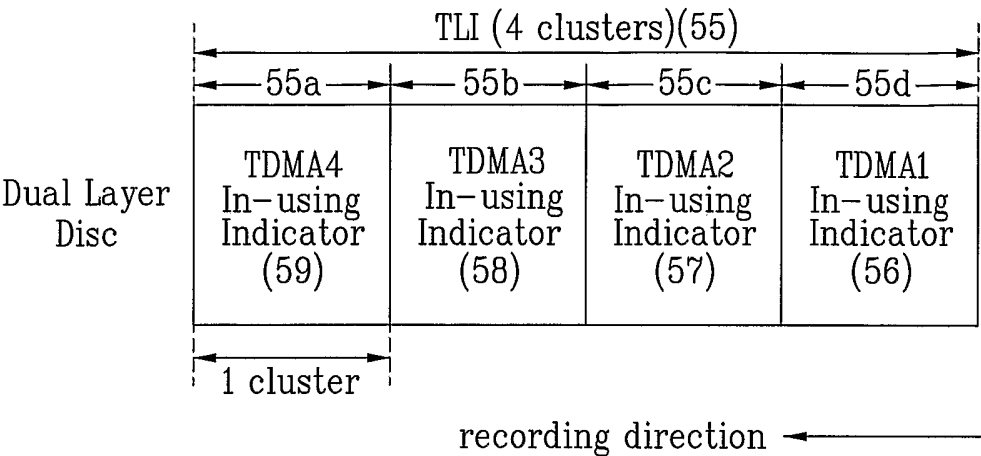 TLI (4 clusters)(55)
55a 55b 55c 55d
Dual Layer
Disc
TDMA4
In-using
Indicator
(59)
TDMA3
In-using
Indicator
(58)
TDMA2
In-using
Indicator
(57)
TDMA1
In-using
Indicator
(56)
1 cluster
recording direction